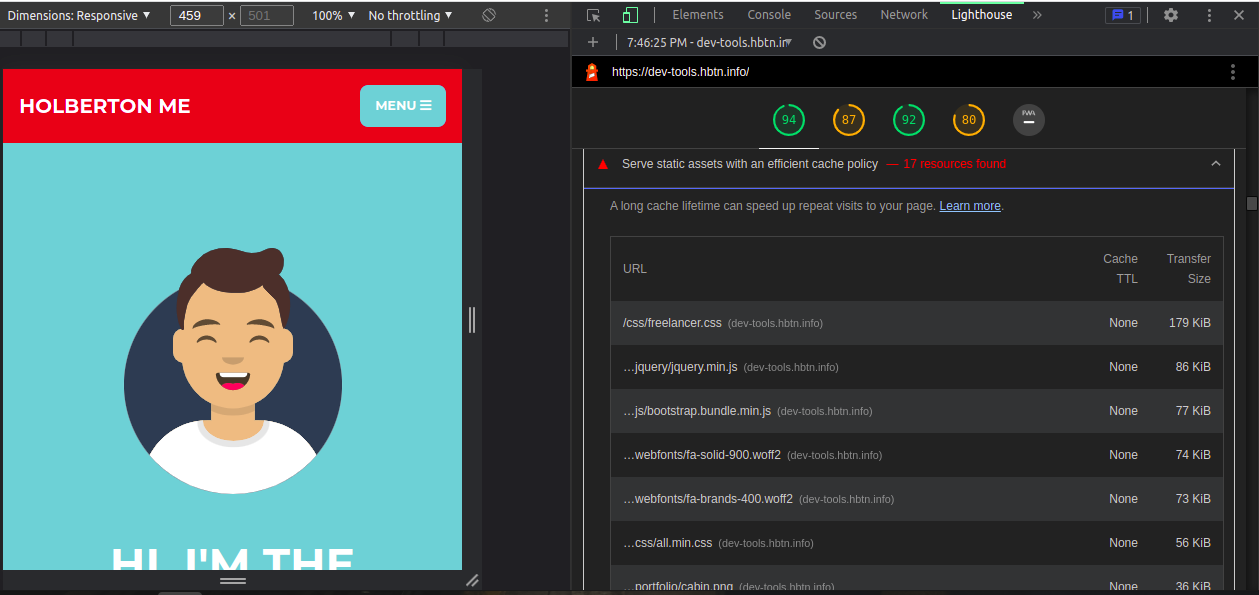 Dimensions: Responsive ▼ 459 × 501 100% ▼ No throttling ▼
Elements Console Sources Network Lighthouse » 1
7:46:25 PM - dev-tools.hbtn.in
https://dev-tools.hbtn.info/
94 87 92 80 PWA
HOLBERTON ME
MENU
HI, I'M THE
Serve static assets with an efficient cache policy — 17 resources found
A long cache lifetime can speed up repeat visits to your page. Learn more.
URL Cache TTL Transfer Size
/css/freelancer.css (dev-tools.hbtn.info) None 179 KiB
…jquery/jquery.min.js (dev-tools.hbtn.info) None 86 KiB
…js/bootstrap.bundle.min.js (dev-tools.hbtn.info) None 77 KiB
…webfonts/fa-solid-900.woff2 (dev-tools.hbtn.info) None 74 KiB
…webfonts/fa-brands-400.woff2 (dev-tools.hbtn.info) None 73 KiB
…css/all.min.css (dev-tools.hbtn.info) None 56 KiB
…portfolio/cabin.png (dev-tools.hbtn.info) None 36 KiB